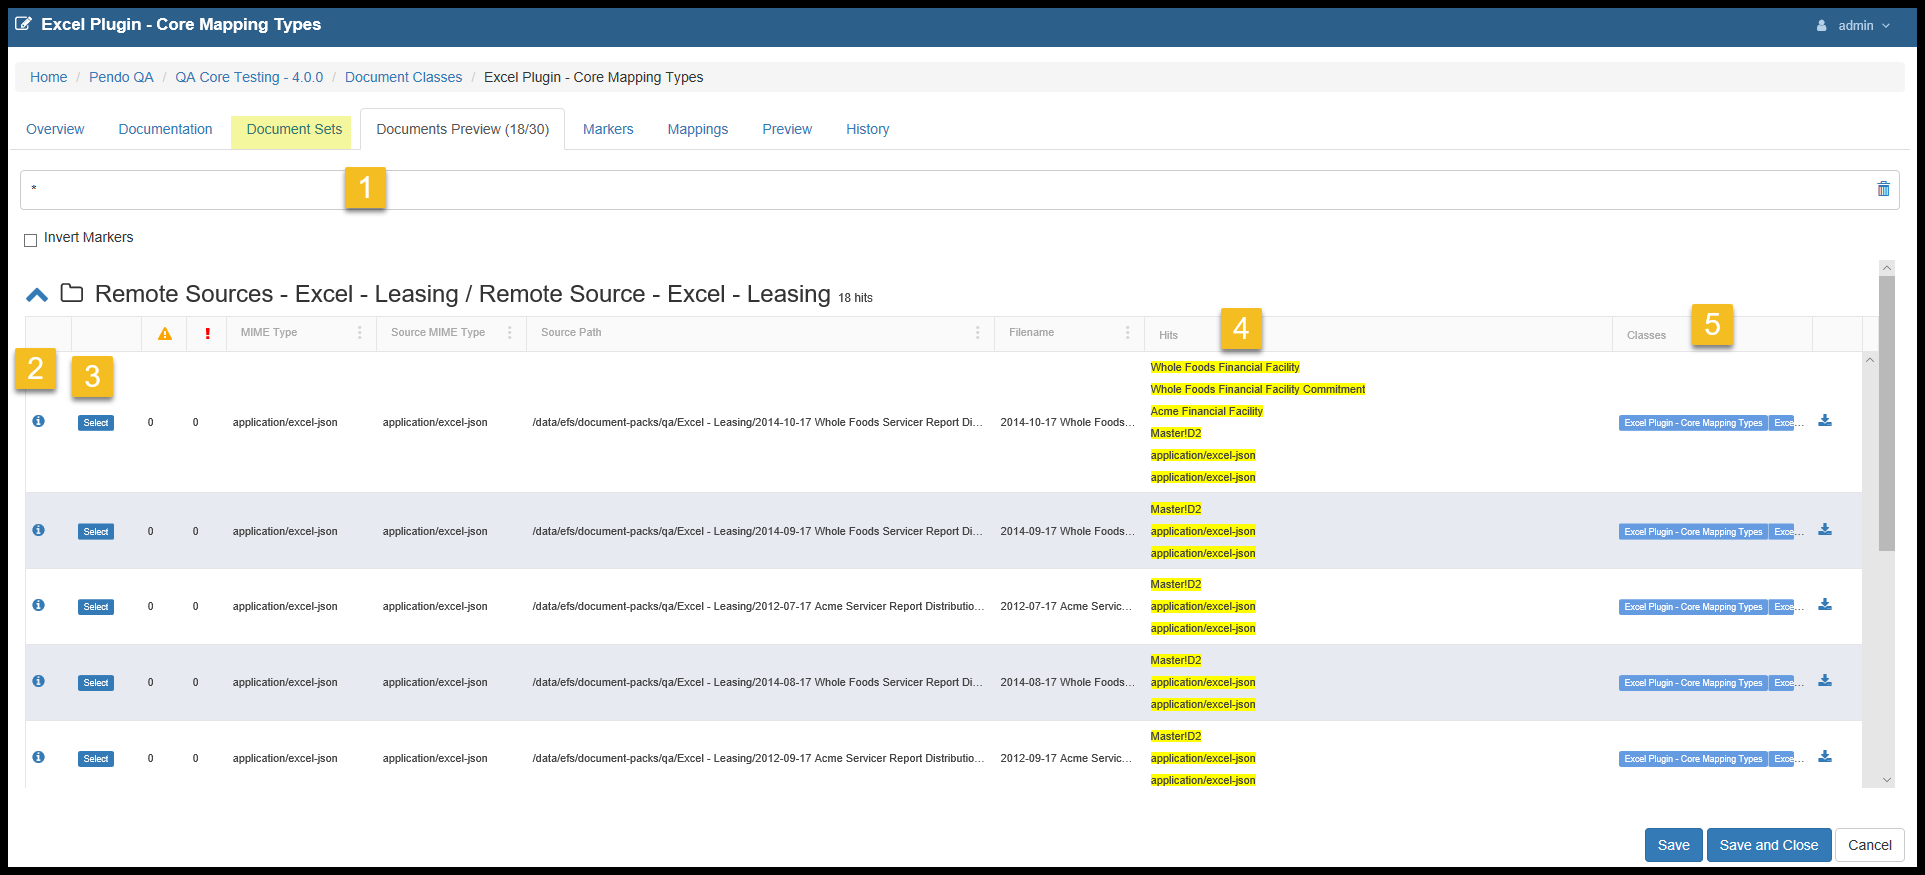 Excel Plugin - Core Mapping Types
admin
Home / Pendo QA / QA Core Testing - 4.0.0 / Document Classes / Excel Plugin - Core Mapping Types
Overview Documentation Document Sets Documents Preview (18/30) Markers Mappings Preview History
*
1
Invert Markers
Remote Sources - Excel - Leasing / Remote Source - Excel - Leasing 18 hits
MIME Type Source MIME Type Source Path Filename Hits 4 Classes 5
2 3
Whole Foods Financial Facility
Whole Foods Financial Facility Commitment
Acme Financial Facility
Select 0 0 application/excel-json application/excel-json /data/efs/document-packs/qa/Excel - Leasing/2014-10-17 Whole Foods Servicer Report Di... 2014-10-17 Whole Foods... Excel Plugin - Core Mapping Types Exce...
Master!D2
application/excel-json
application/excel-json
Master!D2
Select 0 0 application/excel-json application/excel-json /data/efs/document-packs/qa/Excel - Leasing/2014-09-17 Whole Foods Servicer Report Di... 2014-09-17 Whole Foods... application/excel-json Excel Plugin - Core Mapping Types Exce...
application/excel-json
Master!D2
Select 0 0 application/excel-json application/excel-json /data/efs/document-packs/qa/Excel - Leasing/2012-07-17 Acme Servicer Report Distributio... 2012-07-17 Acme Servic... application/excel-json Excel Plugin - Core Mapping Types Exce...
application/excel-json
Master!D2
Select 0 0 application/excel-json application/excel-json /data/efs/document-packs/qa/Excel - Leasing/2014-08-17 Whole Foods Servicer Report Di... 2014-08-17 Whole Foods... application/excel-json Excel Plugin - Core Mapping Types Exce...
application/excel-json
Master!D2
Select 0 0 application/excel-json application/excel-json /data/efs/document-packs/qa/Excel - Leasing/2012-09-17 Acme Servicer Report Distributio... 2012-09-17 Acme Servic... application/excel-json Excel Plugin - Core Mapping Types Exce...
application/excel-json
Save Save and Close Cancel